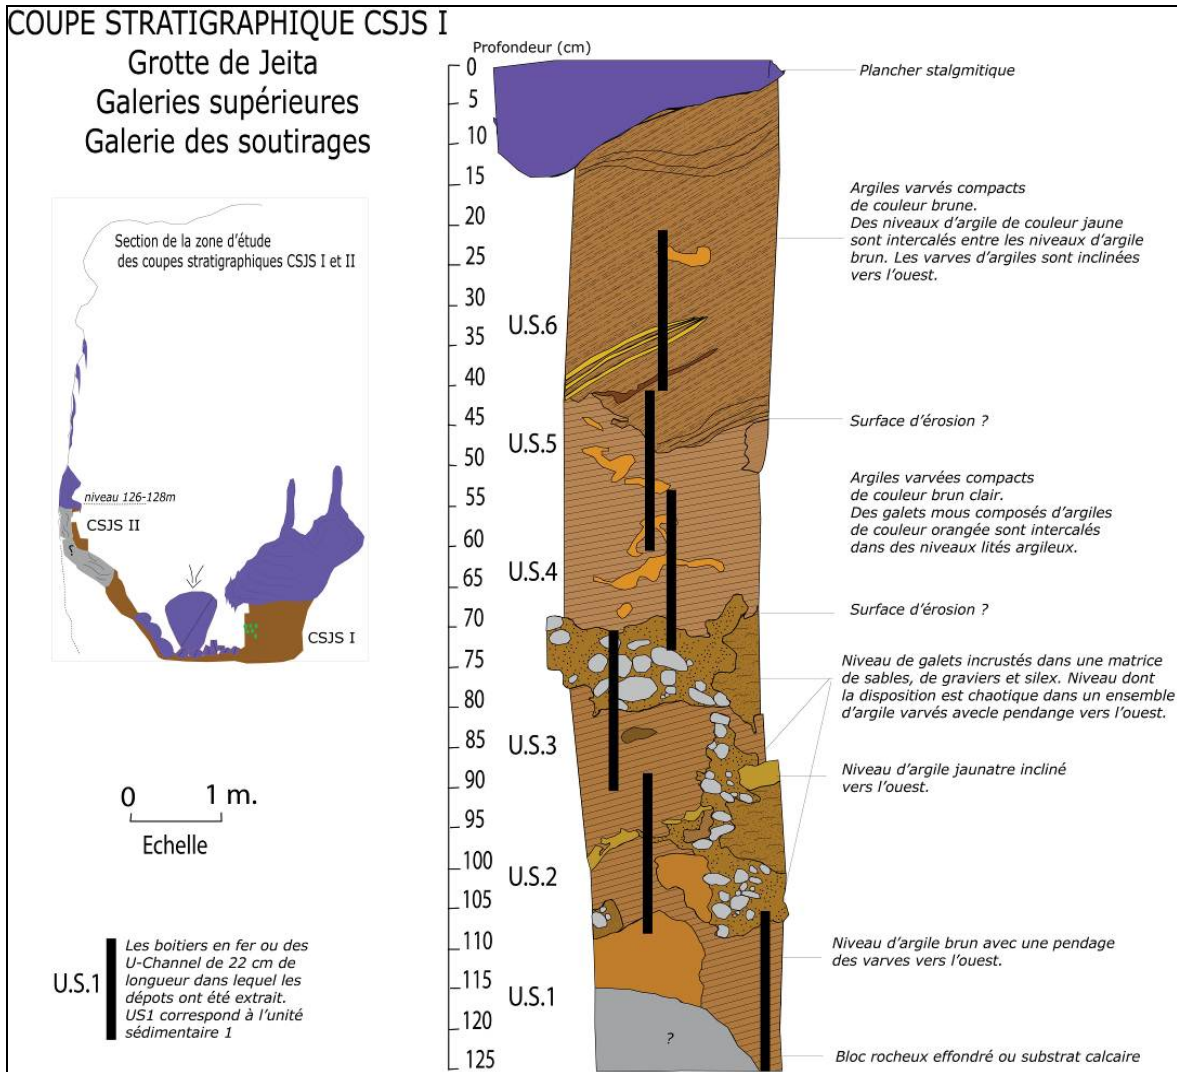 COUPE STRATIGRAPHIQUE CSJS I
Grotte de Jeita
Galeries supérieures
Galerie des soutirages
Section de la zone d'étude
des coupes stratigraphiques CSJS I et II
niveau 126-128m
CSJS II
?
CSJS I
0 1 m.
Echelle
U.S.1
Les boitiers en fer ou des
U-Channel de 22 cm de
longueur dans lequel les
dépots ont été extrait.
US1 correspond à l'unité
sédimentaire 1
Profondeur (cm)
0
5
10
15
20
25
30
35
40
45
50
55
60
65
70
75
80
85
90
95
100
105
110
115
120
125
U.S.6
U.S.5
U.S.4
U.S.3
U.S.2
U.S.1
?
Plancher stalgmitique
Argiles varvés compacts
de couleur brune.
Des niveaux d'argile de couleur jaune
sont intercalés entre les niveaux d'argile
brun. Les varves d'argiles sont inclinées
vers l'ouest.
Surface d'érosion ?
Argiles varvées compacts
de couleur brun clair.
Des galets mous composés d'argiles
de couleur orangée sont intercalés
dans des niveaux lités argileux.
Surface d'érosion ?
Niveau de galets incrustés dans une matrice
de sables, de graviers et silex. Niveau dont
la disposition est chaotique dans un ensemble
d'argile varvés avecle pendange vers l'ouest.
Niveau d'argile jaunatre incliné
vers l'ouest.
Niveau d'argile brun avec une pendage
des varves vers l'ouest.
Bloc rocheux effondré ou substrat calcaire